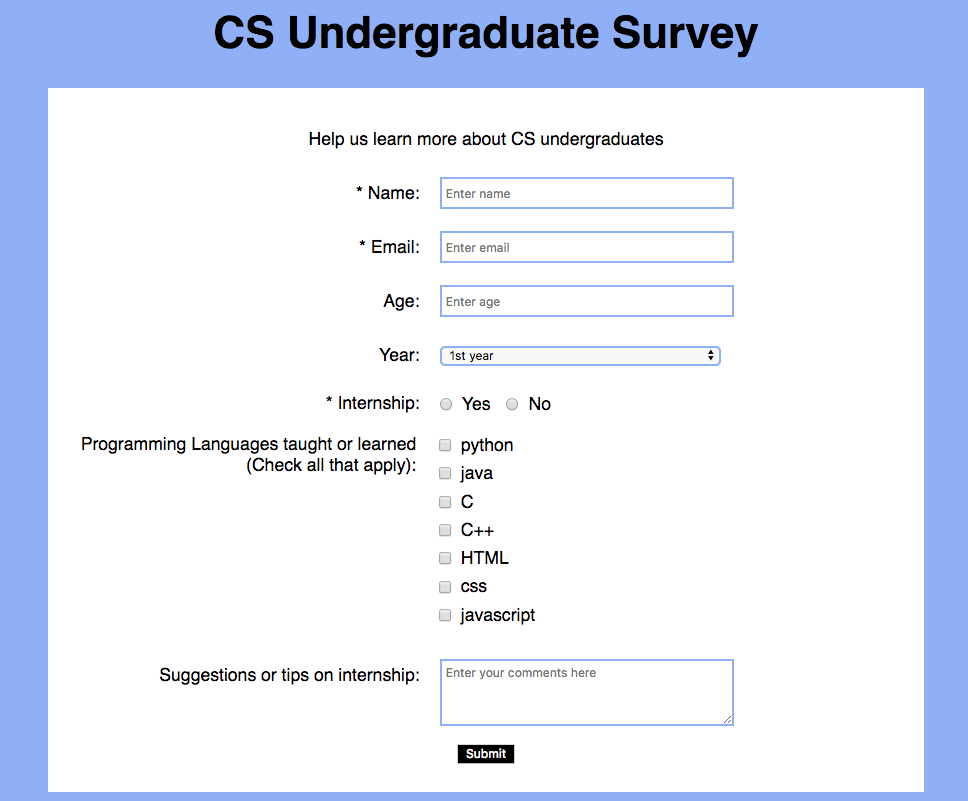 CS Undergraduate Survey
Help us learn more about CS undergraduates
* Name: Enter name
* Email: Enter email
Age: Enter age
Year: 1st year
* Internship: Yes No
Programming Languages taught or learned
(Check all that apply):
python
java
C
C++
HTML
css
javascript
Suggestions or tips on internship: Enter your comments here
Submit